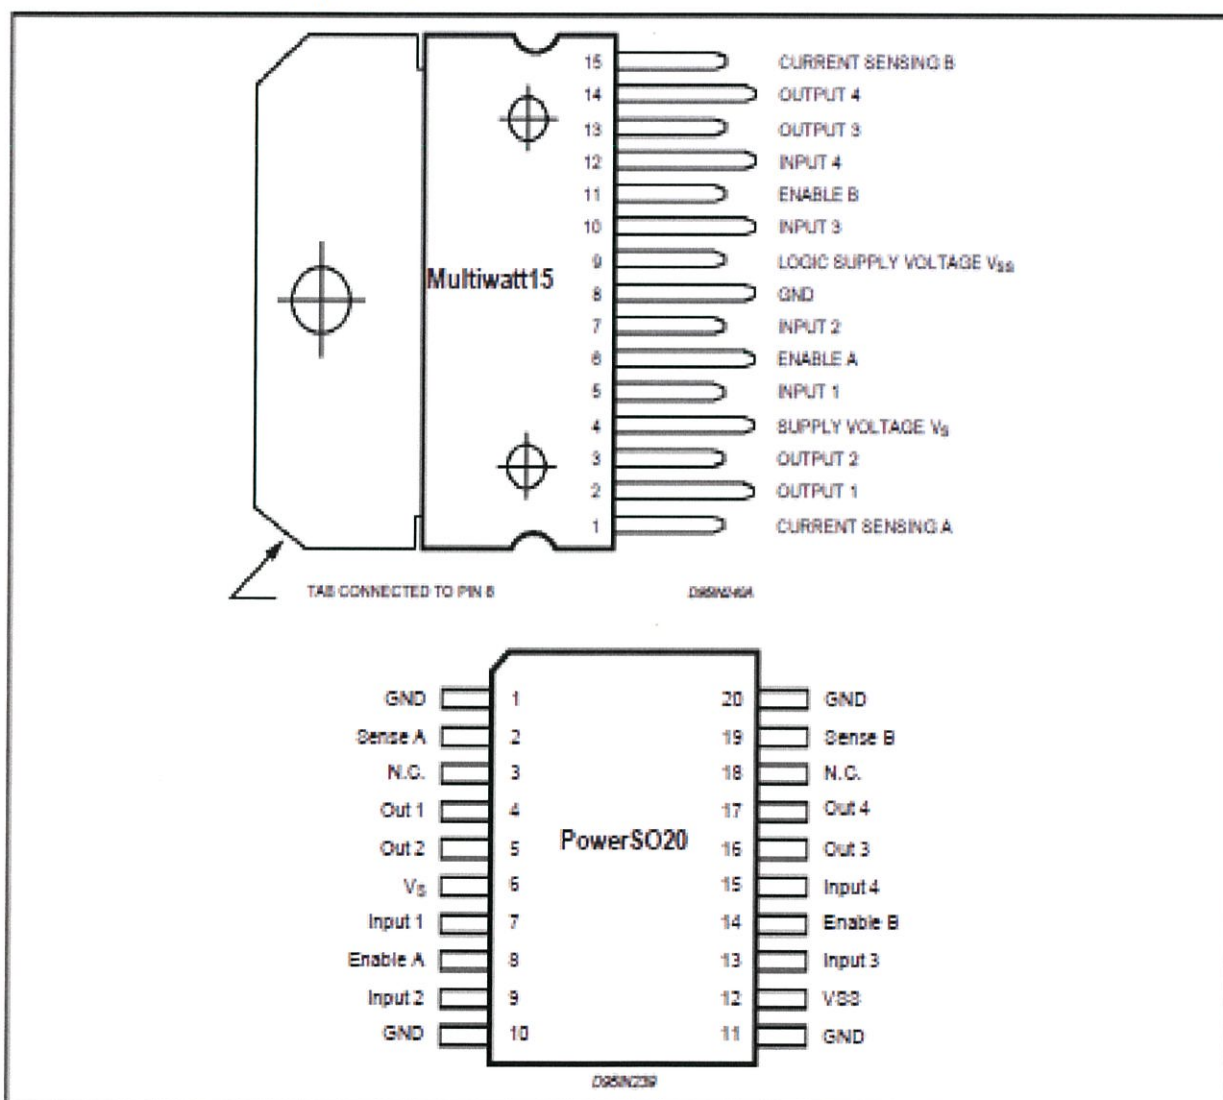 15 CURRENT SENSING B
14 OUTPUT 4
13 OUTPUT 3
12 INPUT 4
11 ENABLE B
10 INPUT 3
9 LOGIC SUPPLY VOLTAGE VSS
Multiwatt15
8 GND
7 INPUT 2
6 ENABLE A
5 INPUT 1
4 SUPPLY VOLTAGE VS
3 OUTPUT 2
2 OUTPUT 1
1 CURRENT SENSING A
TAB CONNECTED TO PIN 8
D95IN240A
GND 1 20 GND
Sense A 2 19 Sense B
N.C. 3 18 N.C.
Out 1 4 17 Out 4
Out 2 5 16 Out 3
PowerSO20
VS 6 15 Input 4
Input 1 7 14 Enable B
Enable A 8 13 Input 3
Input 2 9 12 VSS
GND 10 11 GND
D95IN239